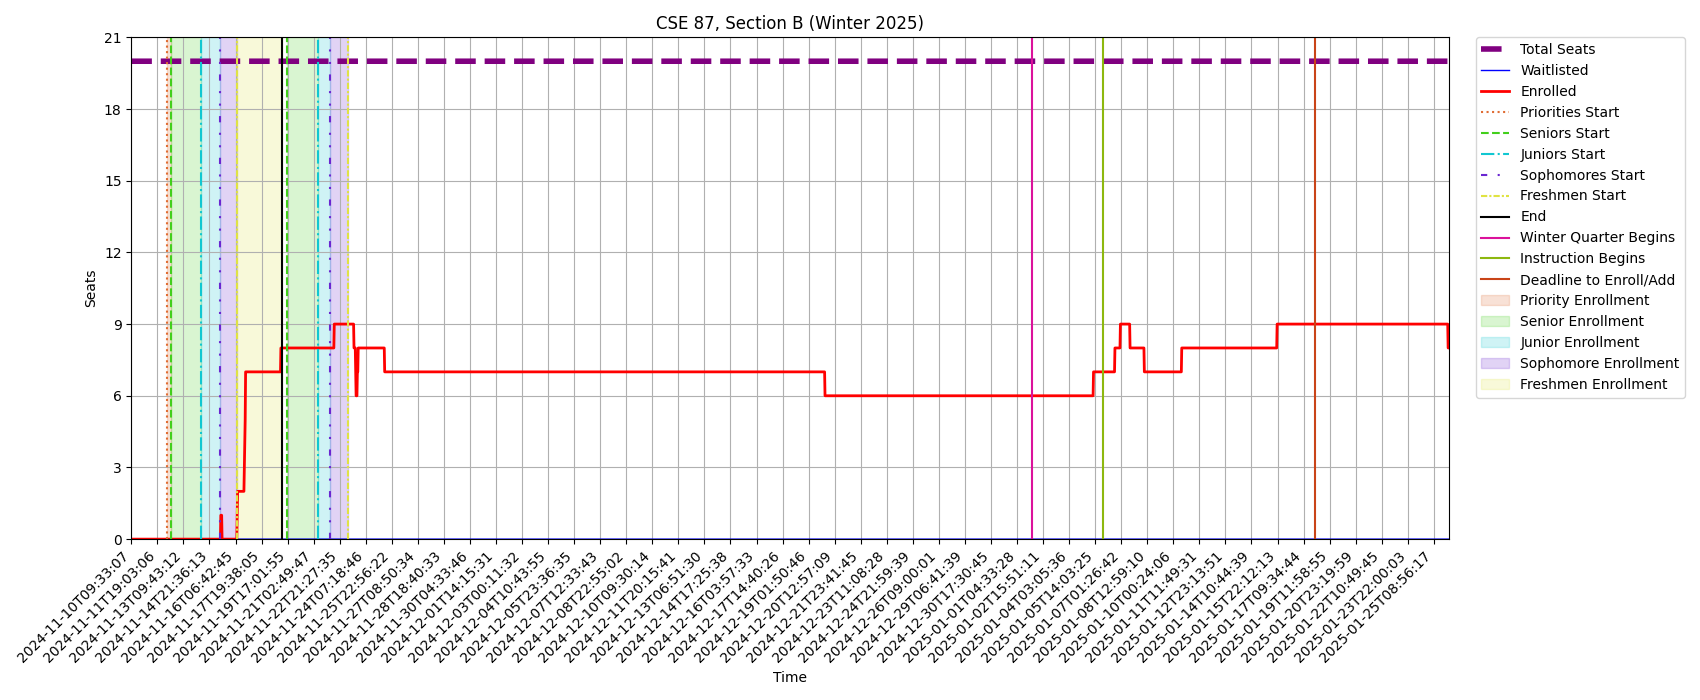 CSE 87, Section B (Winter 2025)
21
18
15
12
9
6
3
0
Seats
2024-11-10T09:33:07
2024-11-11T19:03:06
2024-11-13T09:43:12
2024-11-14T21:36:13
2024-11-16T06:42:45
2024-11-17T19:38:05
2024-11-19T17:01:55
2024-11-21T02:49:47
2024-11-22T21:27:35
2024-11-24T07:18:46
2024-11-25T22:56:22
2024-11-27T08:50:34
2024-11-28T18:40:33
2024-11-30T04:33:46
2024-12-01T14:15:31
2024-12-03T00:11:32
2024-12-04T10:43:55
2024-12-05T23:36:35
2024-12-07T12:33:43
2024-12-08T22:55:02
2024-12-10T09:30:14
2024-12-11T20:15:41
2024-12-13T06:51:30
2024-12-14T17:25:38
2024-12-16T03:57:33
2024-12-17T14:40:26
2024-12-19T01:50:46
2024-12-20T12:57:09
2024-12-21T23:41:45
2024-12-23T11:08:28
2024-12-24T21:59:39
2024-12-26T09:00:01
2024-12-29T06:41:39
2024-12-30T17:30:45
2025-01-01T04:33:28
2025-01-02T15:51:11
2025-01-04T03:05:36
2025-01-05T14:03:25
2025-01-07T01:26:42
2025-01-08T12:59:10
2025-01-10T00:24:06
2025-01-11T11:49:31
2025-01-12T23:13:51
2025-01-14T10:44:39
2025-01-15T22:12:13
2025-01-17T09:34:44
2025-01-19T11:58:55
2025-01-20T23:19:59
2025-01-22T10:49:45
2025-01-23T22:00:03
2025-01-25T08:56:17
Time
Total Seats
Waitlisted
Enrolled
Priorities Start
Seniors Start
Juniors Start
Sophomores Start
Freshmen Start
End
Winter Quarter Begins
Instruction Begins
Deadline to Enroll/Add
Priority Enrollment
Senior Enrollment
Junior Enrollment
Sophomore Enrollment
Freshmen Enrollment